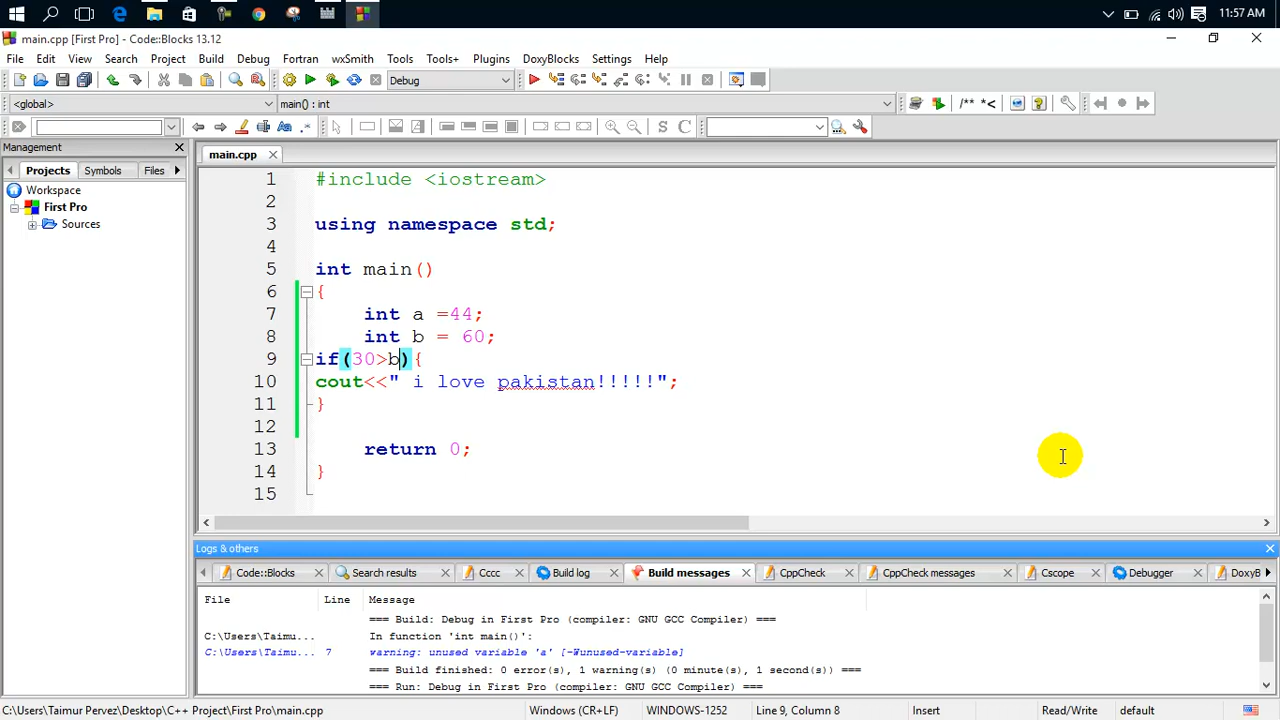 11:57 AM
main.cpp [First Pro] - Code::Blocks 13.12
File Edit View Search Project Build Debug Fortran wxSmith Tools Tools+ Plugins DoxyBlocks Settings Help
Debug
<global> main() : int /** *<
S C
Management
main.cpp
Projects Symbols Files
Workspace
First Pro
Sources
1 #include <iostream>
2
3 using namespace std;
4
5 int main()
6 {
7 int a =44;
8 int b = 60;
9 if(30>b){
10 cout<<" i love pakistan!!!!!";
11 }
12
13 return 0;
14 }
15
Logs & others
Code::Blocks Search results Cccc Build log Build messages CppCheck CppCheck messages Cscope Debugger DoxyB
File Line Message
=== Build: Debug in First Pro (compiler: GNU GCC Compiler) ===
C:\Users\Taimu... In function 'int main()':
C:\Users\Taimu... 7 warning: unused variable 'a' [-Wunused-variable]
=== Build finished: 0 error(s), 1 warning(s) (0 minute(s), 1 second(s)) ===
=== Run: Debug in First Pro (compiler: GNU GCC Compiler) ===
C:\Users\Taimur Pervez\Desktop\C++ Project\First Pro\main.cpp Windows (CR+LF) WINDOWS-1252 Line 9, Column 8 Insert Read/Write default